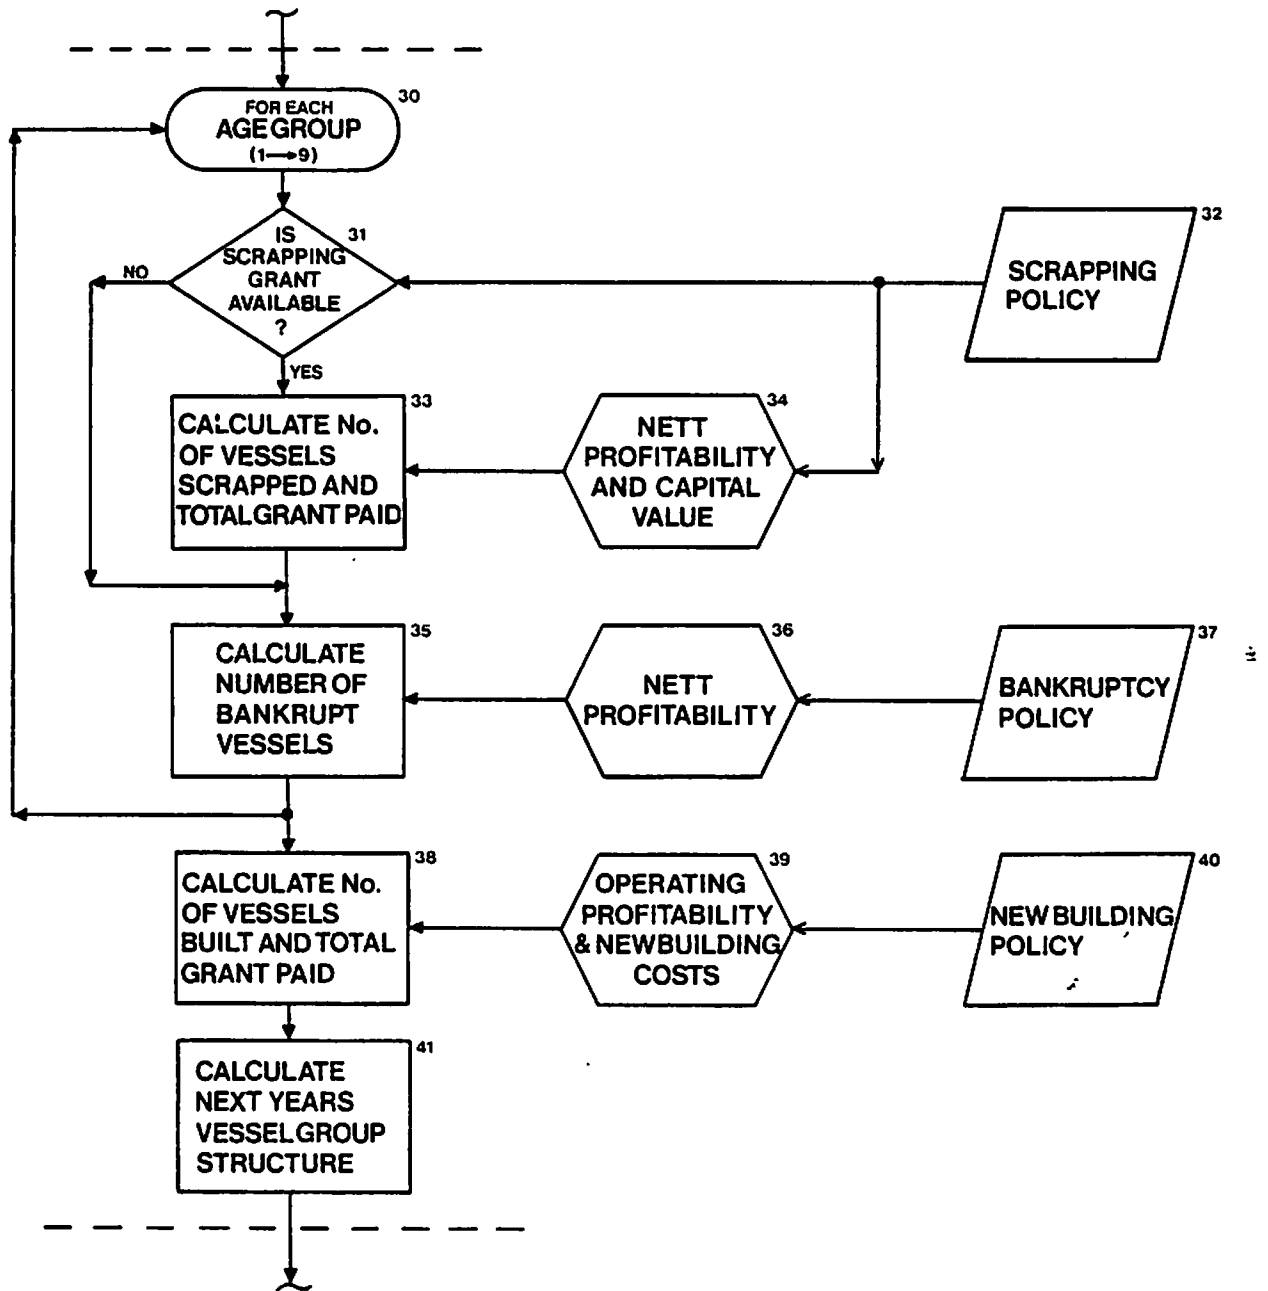 30
FOR EACH
AGE GROUP
(1→9)
31
IS
SCRAPPING
GRANT
AVAILABLE
?
NO
YES
32
SCRAPPING
POLICY
33
CALCULATE No.
OF VESSELS
SCRAPPED AND
TOTAL GRANT PAID
34
NETT
PROFITABILITY
AND CAPITAL
VALUE
35
CALCULATE
NUMBER OF
BANKRUPT
VESSELS
36
NETT
PROFITABILITY
37
BANKRUPTCY
POLICY
38
CALCULATE No.
OF VESSELS
BUILT AND TOTAL
GRANT PAID
39
OPERATING
PROFITABILITY
& NEWBUILDING
COSTS
40
NEW BUILDING
POLICY
41
CALCULATE
NEXT YEARS
VESSEL GROUP
STRUCTURE